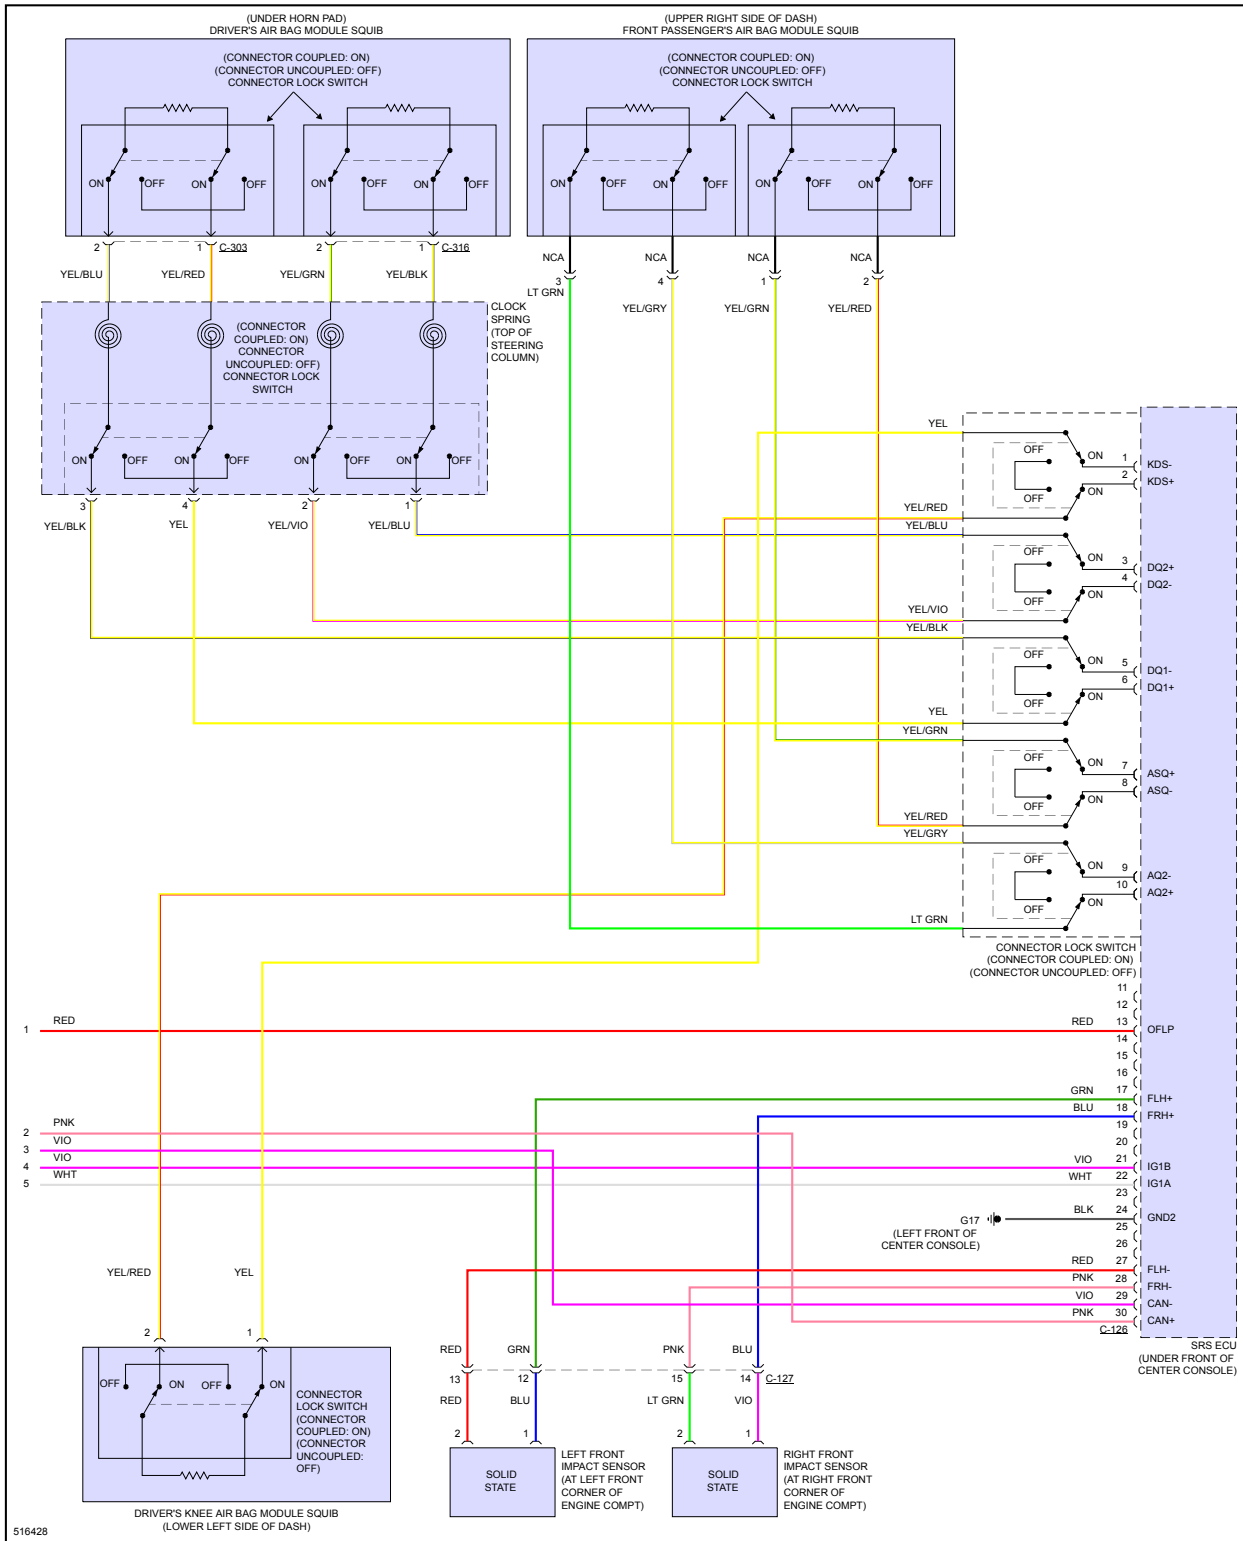 (UNDER HORN PAD)
DRIVER'S AIR BAG MODULE SQUIB
(CONNECTOR COUPLED: ON)
(CONNECTOR UNCOUPLED: OFF)
CONNECTOR LOCK SWITCH
ON OFF ON OFF ON OFF ON OFF
2 1 C-303 2 1 C-316
YEL/BLU YEL/RED YEL/GRN YEL/BLK
(UPPER RIGHT SIDE OF DASH)
FRONT PASSENGER'S AIR BAG MODULE SQUIB
(CONNECTOR COUPLED: ON)
(CONNECTOR UNCOUPLED: OFF)
CONNECTOR LOCK SWITCH
ON OFF ON OFF ON OFF ON OFF
NCA NCA NCA NCA
3 4 1 2
LT GRN YEL/GRY YEL/GRN YEL/RED
CLOCK
SPRING
(TOP OF
STEERING
COLUMN)
(CONNECTOR
COUPLED: ON)
CONNECTOR
UNCOUPLED: OFF)
CONNECTOR LOCK
SWITCH
ON OFF ON OFF ON OFF ON OFF
3 4 2 1
YEL/BLK YEL YEL/VIO YEL/BLU
YEL OFF ON 1 KDS-
YEL/RED OFF ON 2 KDS+
YEL/BLU OFF ON 3 DQ2+
YEL/VIO OFF ON 4 DQ2-
YEL/BLK OFF ON 5 DQ1-
YEL OFF ON 6 DQ1+
YEL/GRN OFF ON 7 ASQ+
YEL/RED OFF ON 8 ASQ-
YEL/GRY OFF ON 9 AQ2-
LT GRN OFF ON 10 AQ2+
CONNECTOR LOCK SWITCH
(CONNECTOR COUPLED: ON)
(CONNECTOR UNCOUPLED: OFF)
11
12
1 RED RED 13 OFLP
14
15
16
GRN 17 FLH+
BLU 18 FRH+
19
20
2 PNK
3 VIO
4 VIO VIO 21 IG1B
5 WHT WHT 22 IG1A
23
G17 BLK 24 GND2
(LEFT FRONT OF
CENTER CONSOLE)
25
26
RED 27 FLH-
PNK 28 FRH-
VIO 29 CAN-
PNK 30 CAN+
C-126
SRS ECU
(UNDER FRONT OF
CENTER CONSOLE)
YEL/RED YEL
2 1
OFF ON OFF ON
CONNECTOR
LOCK SWITCH
(CONNECTOR
COUPLED: ON)
(CONNECTOR
UNCOUPLED:
OFF)
DRIVER'S KNEE AIR BAG MODULE SQUIB
(LOWER LEFT SIDE OF DASH)
RED GRN PNK BLU
13 12 15 14 C-127
RED BLU LT GRN VIO
2 1 2 1
SOLID
STATE
LEFT FRONT
IMPACT SENSOR
(AT LEFT FRONT
CORNER OF
ENGINE COMPT)
SOLID
STATE
RIGHT FRONT
IMPACT SENSOR
(AT RIGHT FRONT
CORNER OF
ENGINE COMPT)
516428